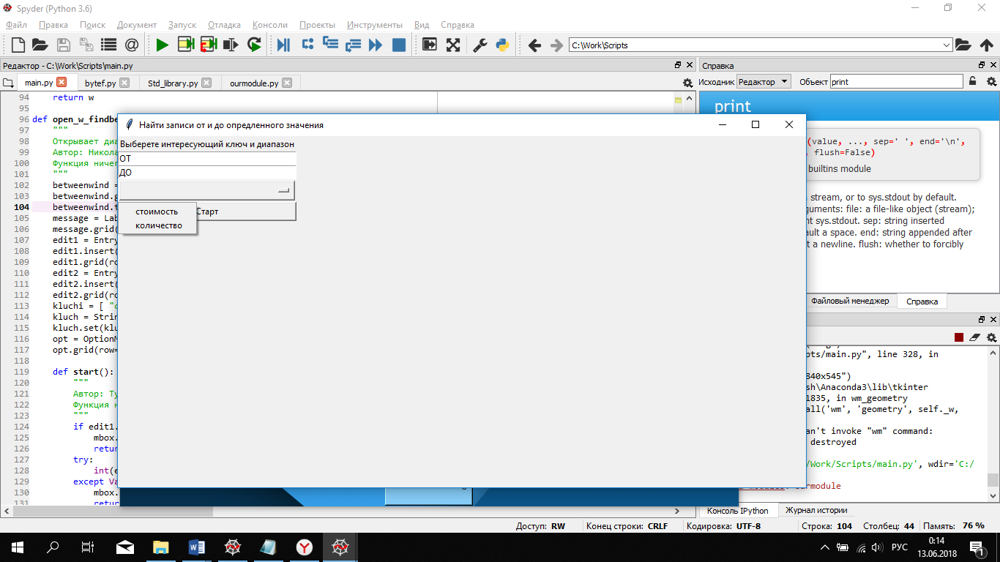 Spyder (Python 3.6)
Файл Правка Поиск Документ Запуск Отладка Консоли Проекты Инструменты Вид Справка
C:\Work\Scripts
Редактор - C:\Work\Scripts\main.py
main.py bytef.py Std_library.py ourmodule.py
94 return w
95
96 def open_w_findbe
97 """
98 Открывает диа
99 Автор: Никола
100 Функция ничег
101 """
102 betweenwind =
103 betweenwind.g
104 betweenwind.t
105 message = Lab
106 message.grid(
107 edit1 = Entry
108 edit1.insert(
109 edit1.grid(ro
110 edit2 = Entry
111 edit2.insert(
112 edit2.grid(ro
113 kluchi = [ "c
114 kluch = Strin
115 kluch.set(klu
116 opt = OptionM
117 opt.grid(row=
118
119 def start():
120 """
121 Автор: Ту
122 Функция н
123 """
124 if edit1.
125 mbox.
126 retur
127 try:
128 int(e
129 except Va
130 mbox.
131 retur
Найти записи от и до опредленного значения
Выберете интересующий ключ и диапазон
ОТ
ДО
Старт
стоимость
количество
Справка
Исходник Редактор Объект print
print
(value, ..., sep=' ', end='\n',
flush=False)
builtins module
stream, or to sys.stdout by default.
guments: file: a file-like object (stream);
nt sys.stdout. sep: string inserted
ault a space. end: string appended after
t a newline. flush: whether to forcibly
Файловый менеджер Справка
pts/main.py", line 328, in
840x545")
sh\Anaconda3\lib\tkinter
1835, in wm_geometry
all('wm', 'geometry', self._w,
an't invoke "wm" command:
destroyed
/Work/Scripts/main.py', wdir='C:/
ourmodule
Консоль IPython Журнал истории
Доступ: RW Конец строки: CRLF Кодировка: UTF-8 Строка: 104 Столбец: 44 Память: 76 %
РУС
0:14
13.06.2018
1